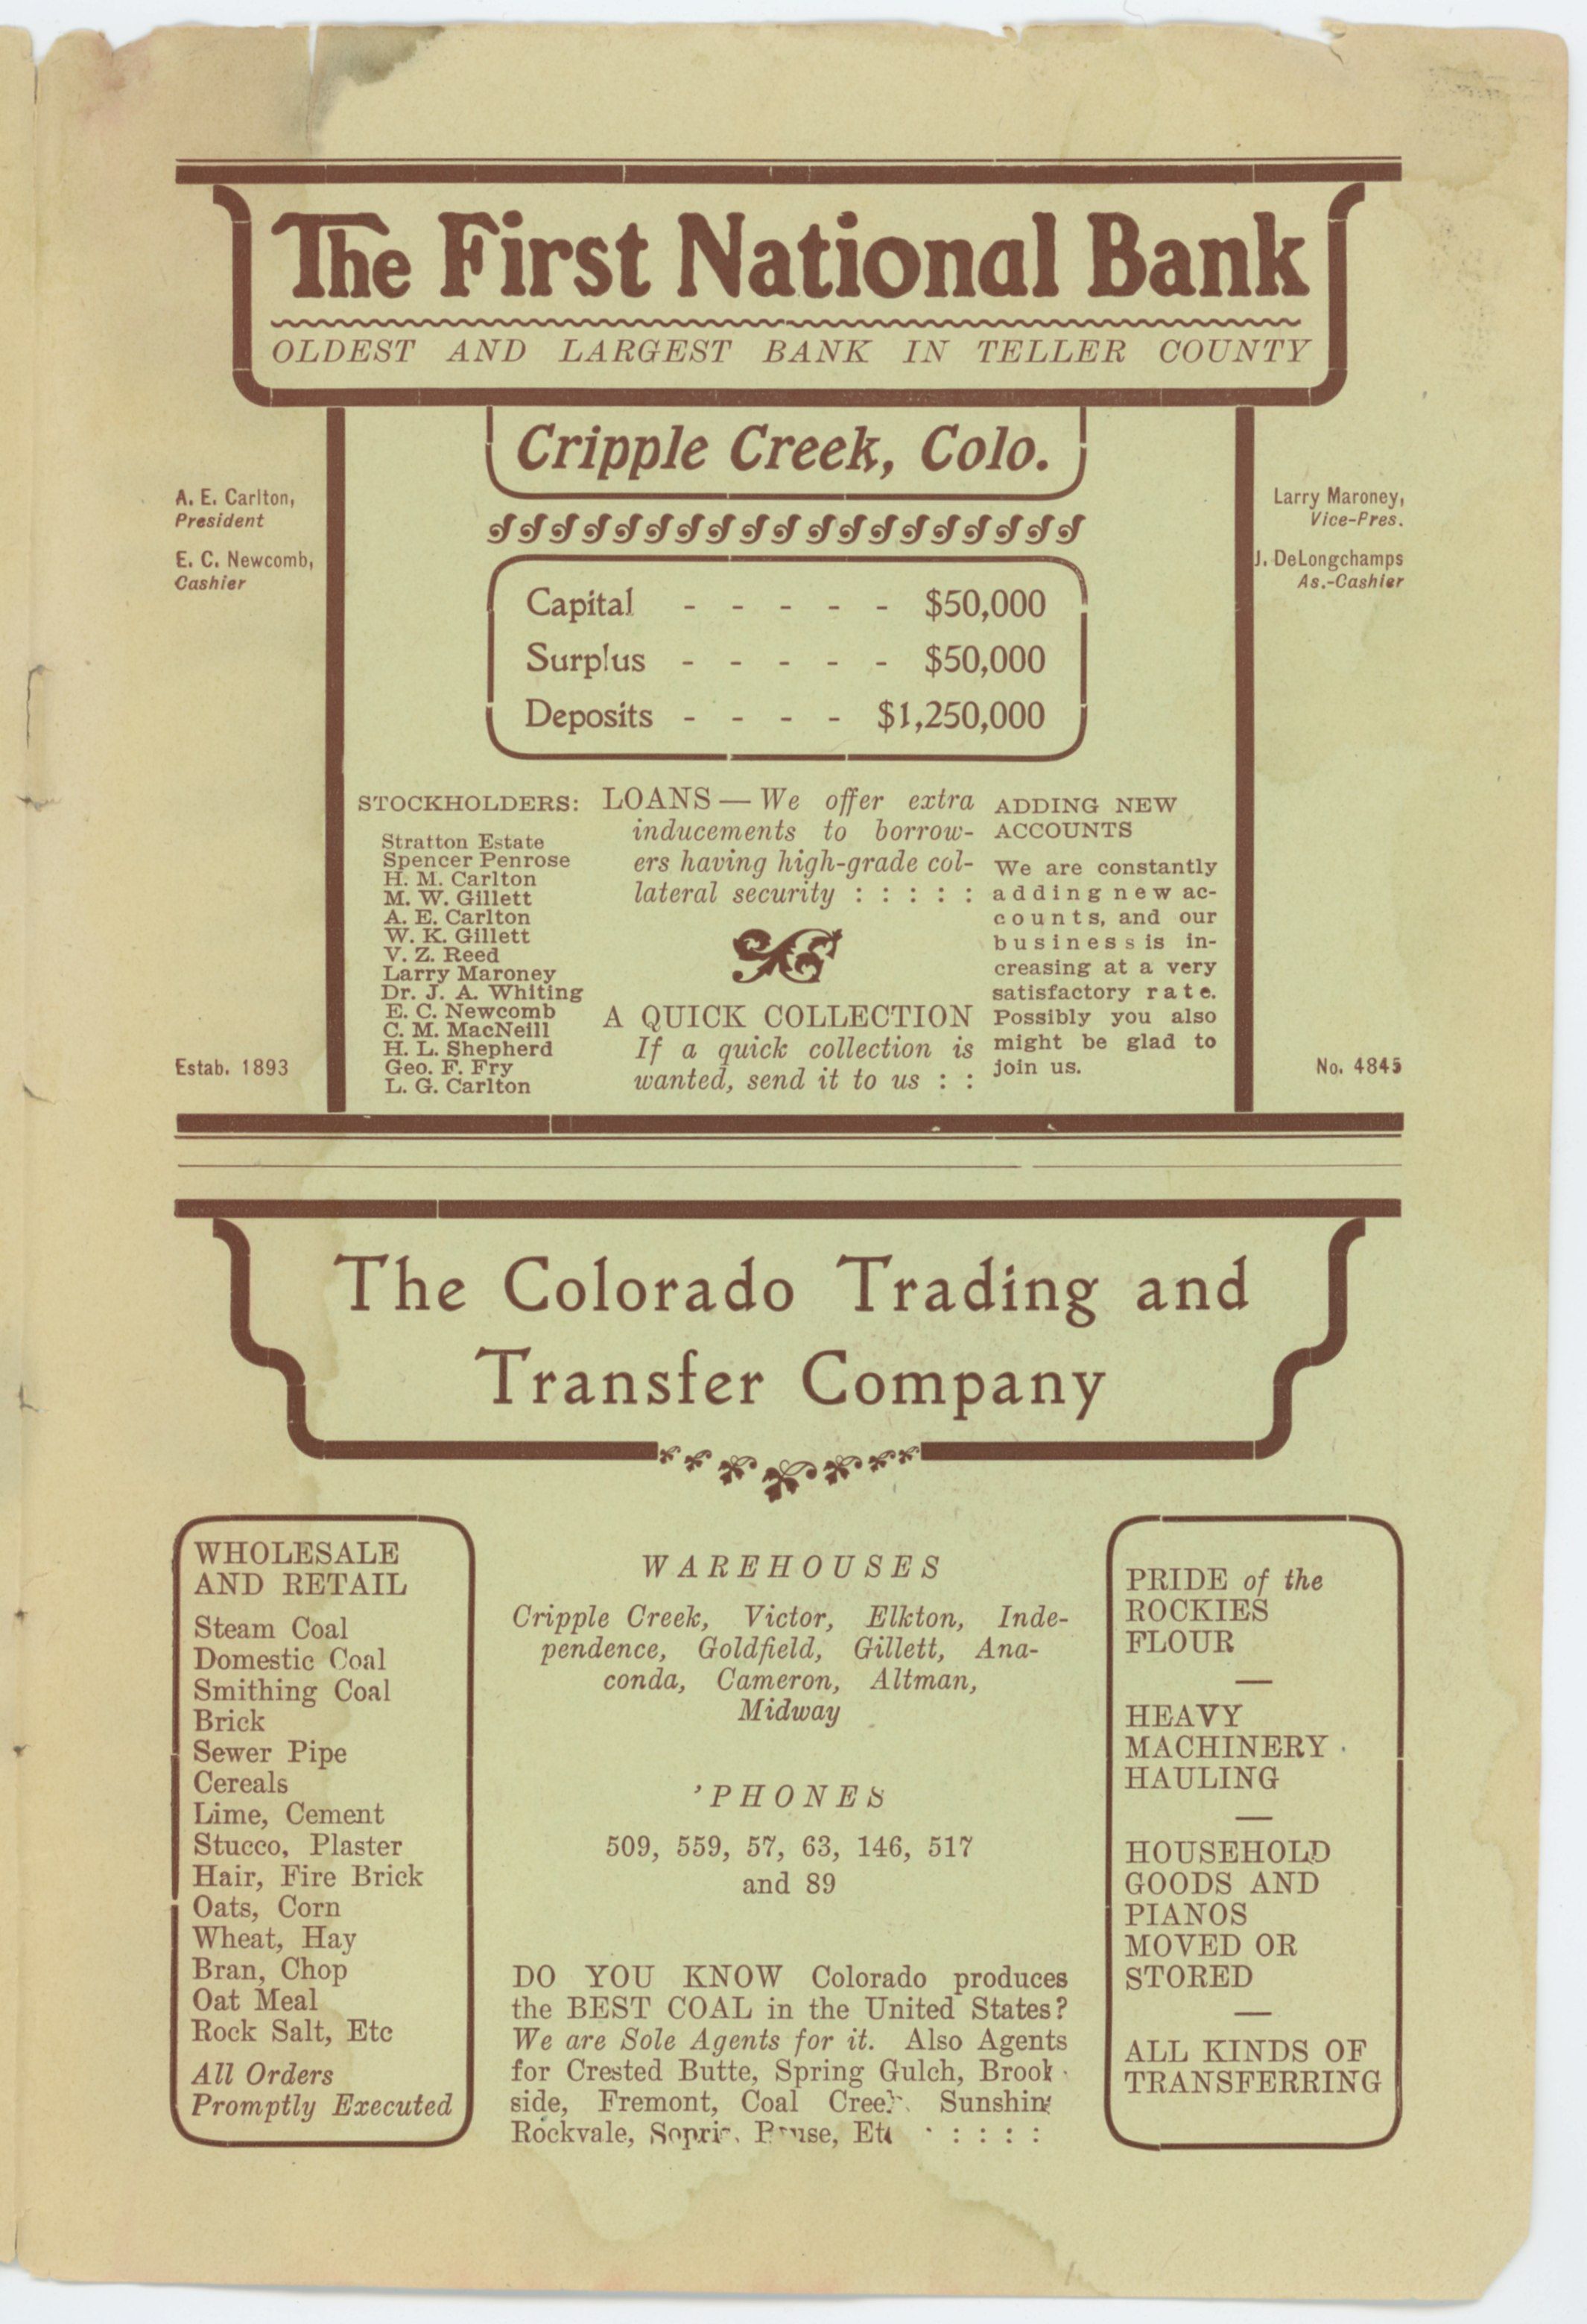 The First National Bank
OLDEST AND LARGEST BANK IN TELLER COUNTY
Cripple Creek, Colo.
A. E. Carlton,
President
E. C. Newcomb,
Cashier
Larry Maroney,
Vice-Pres.
J. DeLongchamps
As.-Cashier
Capital - - - - - $50,000
Surplus - - - - - $50,000
Deposits - - - - $1,250,000
STOCKHOLDERS:
Stratton Estate
Spencer Penrose
H. M. Carlton
M. W. Gillett
A. E. Carlton
W. K. Gillett
V. Z. Reed
Larry Maroney
Dr. J. A. Whiting
E. C. Newcomb
C. M. MacNeill
H. L. Shepherd
Geo. F. Fry
L. G. Carlton
LOANS — We offer extra
inducements to borrow-
ers having high-grade col-
lateral security : : : : :
A QUICK COLLECTION
If a quick collection is
wanted, send it to us : :
ADDING NEW
ACCOUNTS
We are constantly
adding new ac-
counts, and our
business is in-
creasing at a very
satisfactory rate.
Possibly you also
might be glad to
join us.
Estab. 1893
No. 4845
The Colorado Trading and
Transfer Company
WHOLESALE
AND RETAIL
Steam Coal
Domestic Coal
Smithing Coal
Brick
Sewer Pipe
Cereals
Lime, Cement
Stucco, Plaster
Hair, Fire Brick
Oats, Corn
Wheat, Hay
Bran, Chop
Oat Meal
Rock Salt, Etc
All Orders
Promptly Executed
WAREHOUSES
Cripple Creek, Victor, Elkton, Inde-
pendence, Goldfield, Gillett, Ana-
conda, Cameron, Altman,
Midway
'PHONES
509, 559, 57, 63, 146, 517
and 89
DO YOU KNOW Colorado produces
the BEST COAL in the United States?
We are Sole Agents for it. Also Agents
for Crested Butte, Spring Gulch, Brook-
side, Fremont, Coal Creek, Sunshine
Rockvale, Sopris, Etc : : : :
PRIDE of the
ROCKIES
FLOUR
HEAVY
MACHINERY
HAULING
HOUSEHOLD
GOODS AND
PIANOS
MOVED OR
STORED
ALL KINDS OF
TRANSFERRING